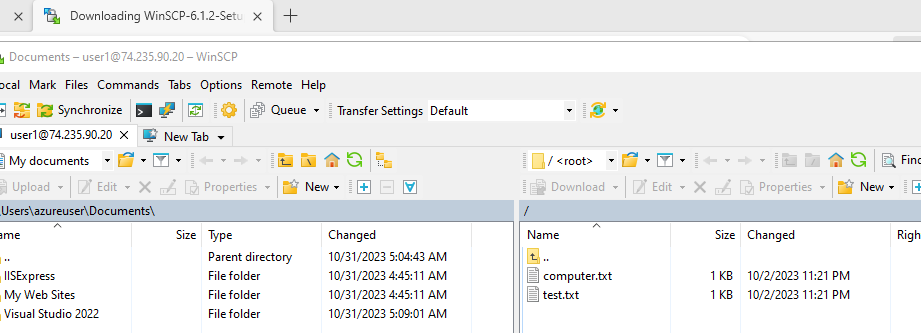 Downloading WinSCP-6.1.2-Setu
Documents – user1@74.235.90.20 – WinSCP
ocal Mark Files Commands Tabs Options Remote Help
Synchronize Queue Transfer Settings Default
user1@74.235.90.20 New Tab
My documents / <root> Find
Upload Edit Properties New Download Edit Properties New
\Users\azureuser\Documents\ /
ame Size Type Changed Name Size Changed Righ
.. Parent directory 10/31/2023 5:04:43 AM ..
IISExpress File folder 10/31/2023 4:45:11 AM computer.txt 1 KB 10/2/2023 11:21 PM
My Web Sites File folder 10/31/2023 4:45:11 AM test.txt 1 KB 10/2/2023 11:21 PM
Visual Studio 2022 File folder 10/31/2023 5:09:01 AM